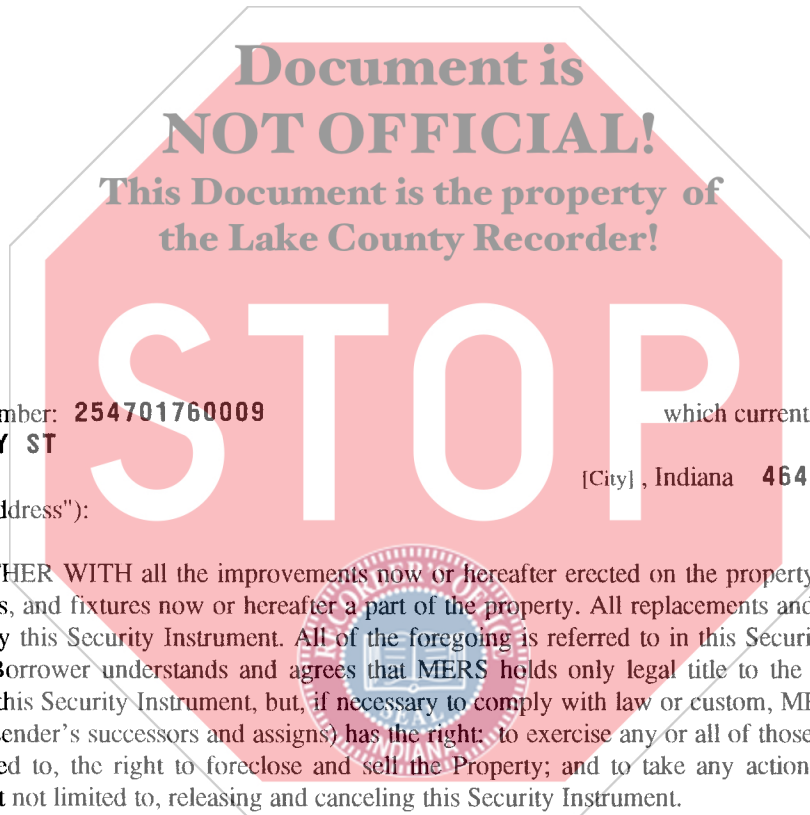 Document is
NOT OFFICIAL!
This Document is the property of
the Lake County Recorder!
STOP
mber: 254701760009 which current
Y ST
[City] , Indiana 464
ddress"):
HER WITH all the improvements now or hereafter erected on the property
s, and fixtures now or hereafter a part of the property. All replacements and
y this Security Instrument. All of the foregoing is referred to in this Securi
Borrower understands and agrees that MERS holds only legal title to the
this Security Instrument, but, if necessary to comply with law or custom, ME
ender's successors and assigns) has the right: to exercise any or all of those
ed to, the right to foreclose and sell the Property; and to take any action
t not limited to, releasing and canceling this Security Instrument.
RECORDER'S OFFIC
SEAL
INDIANA